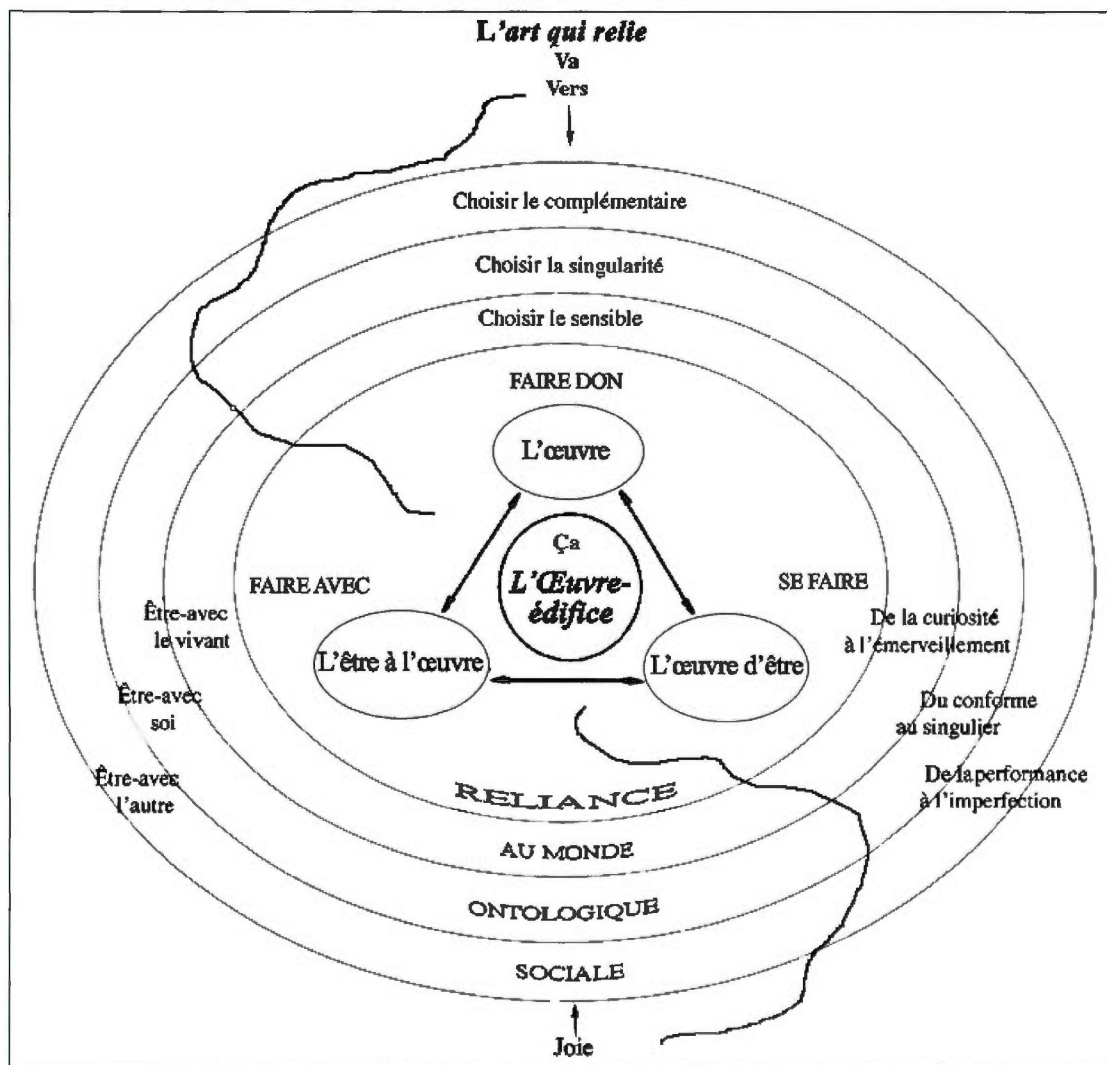 L'art qui relie
Va
Vers
Choisir le complémentaire
Choisir la singularité
Choisir le sensible
FAIRE DON
L'œuvre
Ça
L'Œuvre-
édifice
FAIRE AVEC
SE FAIRE
Être-avec
le vivant
L'être à l'œuvre
L'œuvre d'être
De la curiosité
à l'émerveillement
Être-avec
soi
Du conforme
au singulier
Être-avec
l'autre
De la performance
à l'imperfection
RELIANCE
AU MONDE
ONTOLOGIQUE
SOCIALE
Joie